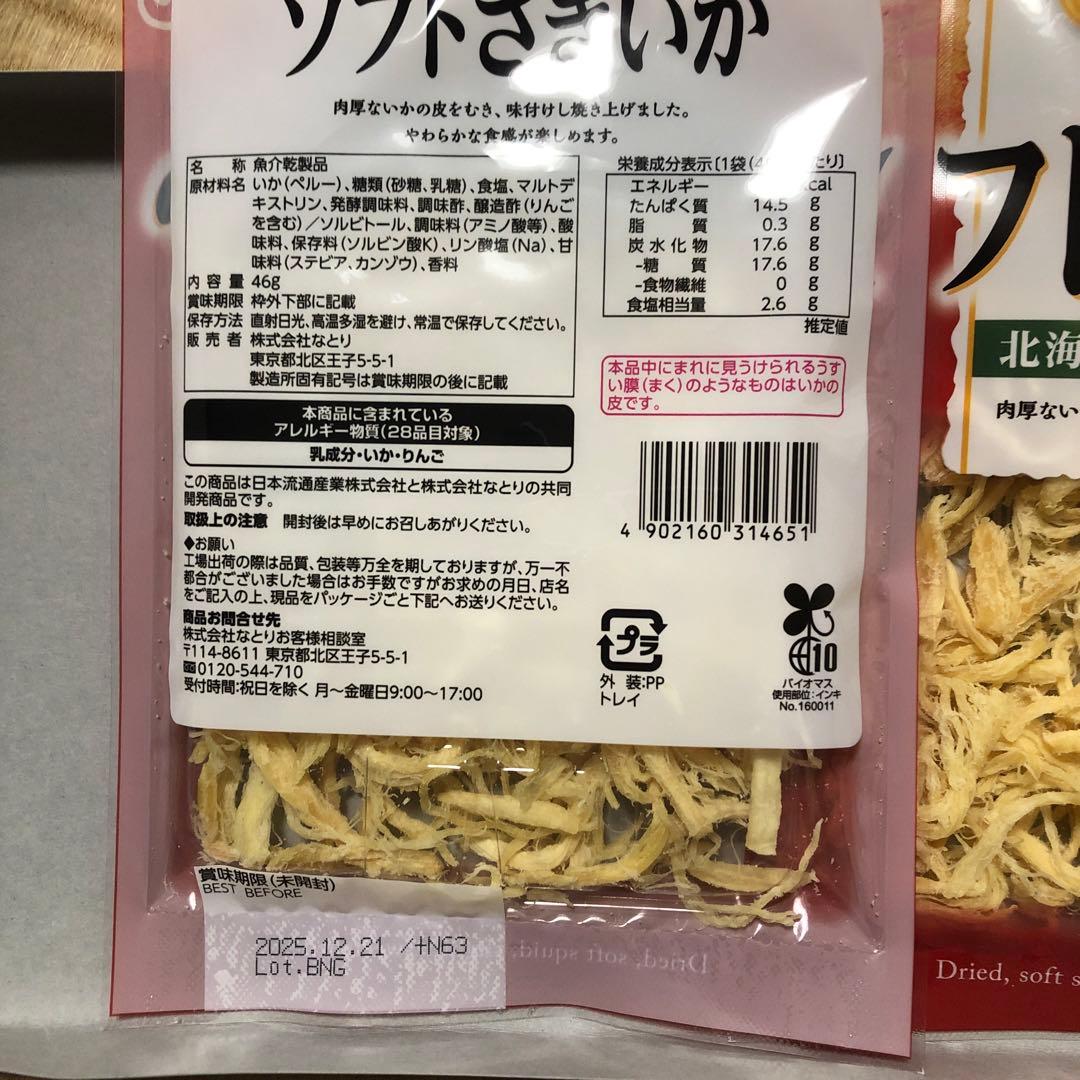 ソフトさきいか
肉厚ないかの皮をむき、味付けし焼き上げました。
やわらかな食感が楽しめます。
名称 魚介乾製品
原材料名 いか(ペルー)、糖類(砂糖、乳糖)、食塩、マルトデ
キストリン、発酵調味料、調味酢、醸造酢(りんご
を含む)/ソルビトール、調味料(アミノ酸等)、酸
味料、保存料(ソルビン酸K)、リン酸塩(Na)、甘
味料(ステビア、カンゾウ)、香料
内容量 46g
賞味期限 枠外下部に記載
保存方法 直射日光、高温多湿を避け、常温で保存してください。
販売者 株式会社なとり
東京都北区王子5-5-1
製造所固有記号は賞味期限の後に記載
本商品に含まれている
アレルギー物質(28品目対象)
乳成分・いか・りんご
この商品は日本流通産業株式会社と株式会社なとりの共同
開発商品です。
取扱上の注意 開封後は早めにお召しあがりください。
◆お願い
工場出荷の際は品質、包装等万全を期しておりますが、万一不
都合がございました場合はお手数ですがお求めの月日、店名
をご記入の上、現品をパッケージごと下記へお送りください。
商品お問合せ先
株式会社なとりお客様相談室
〒114-8611 東京都北区王子5-5-1
0120-544-710
受付時間:祝日を除く 月〜金曜日9:00〜17:00
栄養成分表示〔1袋(4 たり〕
エネルギー kcal
たんぱく質 14.5 g
脂質 0.3 g
炭水化物 17.6 g
-糖質 17.6 g
-食物繊維 0 g
食塩相当量 2.6 g
推定値
本品中にまれに見うけられるうす
い膜(まく)のようなものはいかの
皮です。
4 902160 314651
プラ
外装:PP
トレイ
10
バイオマス
使用部位:インキ
No.160011
賞味期限(未開封)
BEST BEFORE
2025.12.21 /+N63
Lot.BNG
Dried, soft squid.
フト
北海
肉厚ない
Dried, soft s